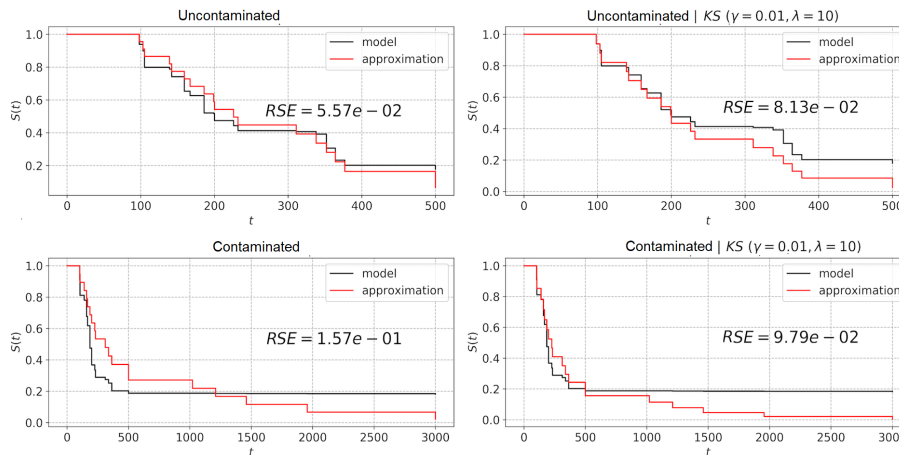 Uncontaminated
1.0
0.8
0.6
0.4
0.2
S(t)
model
approximation
RSE = 5.57e − 02
0 100 200 300 400 500
t
Uncontaminated | KS (γ = 0.01, λ = 10)
1.0
0.8
0.6
0.4
0.2
0.0
S(t)
model
approximation
RSE = 8.13e − 02
0 100 200 300 400 500
t
Contaminated
1.0
0.8
0.6
0.4
0.2
0.0
S(t)
model
approximation
RSE = 1.57e − 01
0 500 1000 1500 2000 2500 3000
t
Contaminated | KS (γ = 0.01, λ = 10)
1.0
0.8
0.6
0.4
0.2
0.0
S(t)
model
approximation
RSE = 9.79e − 02
0 500 1000 1500 2000 2500 3000
t